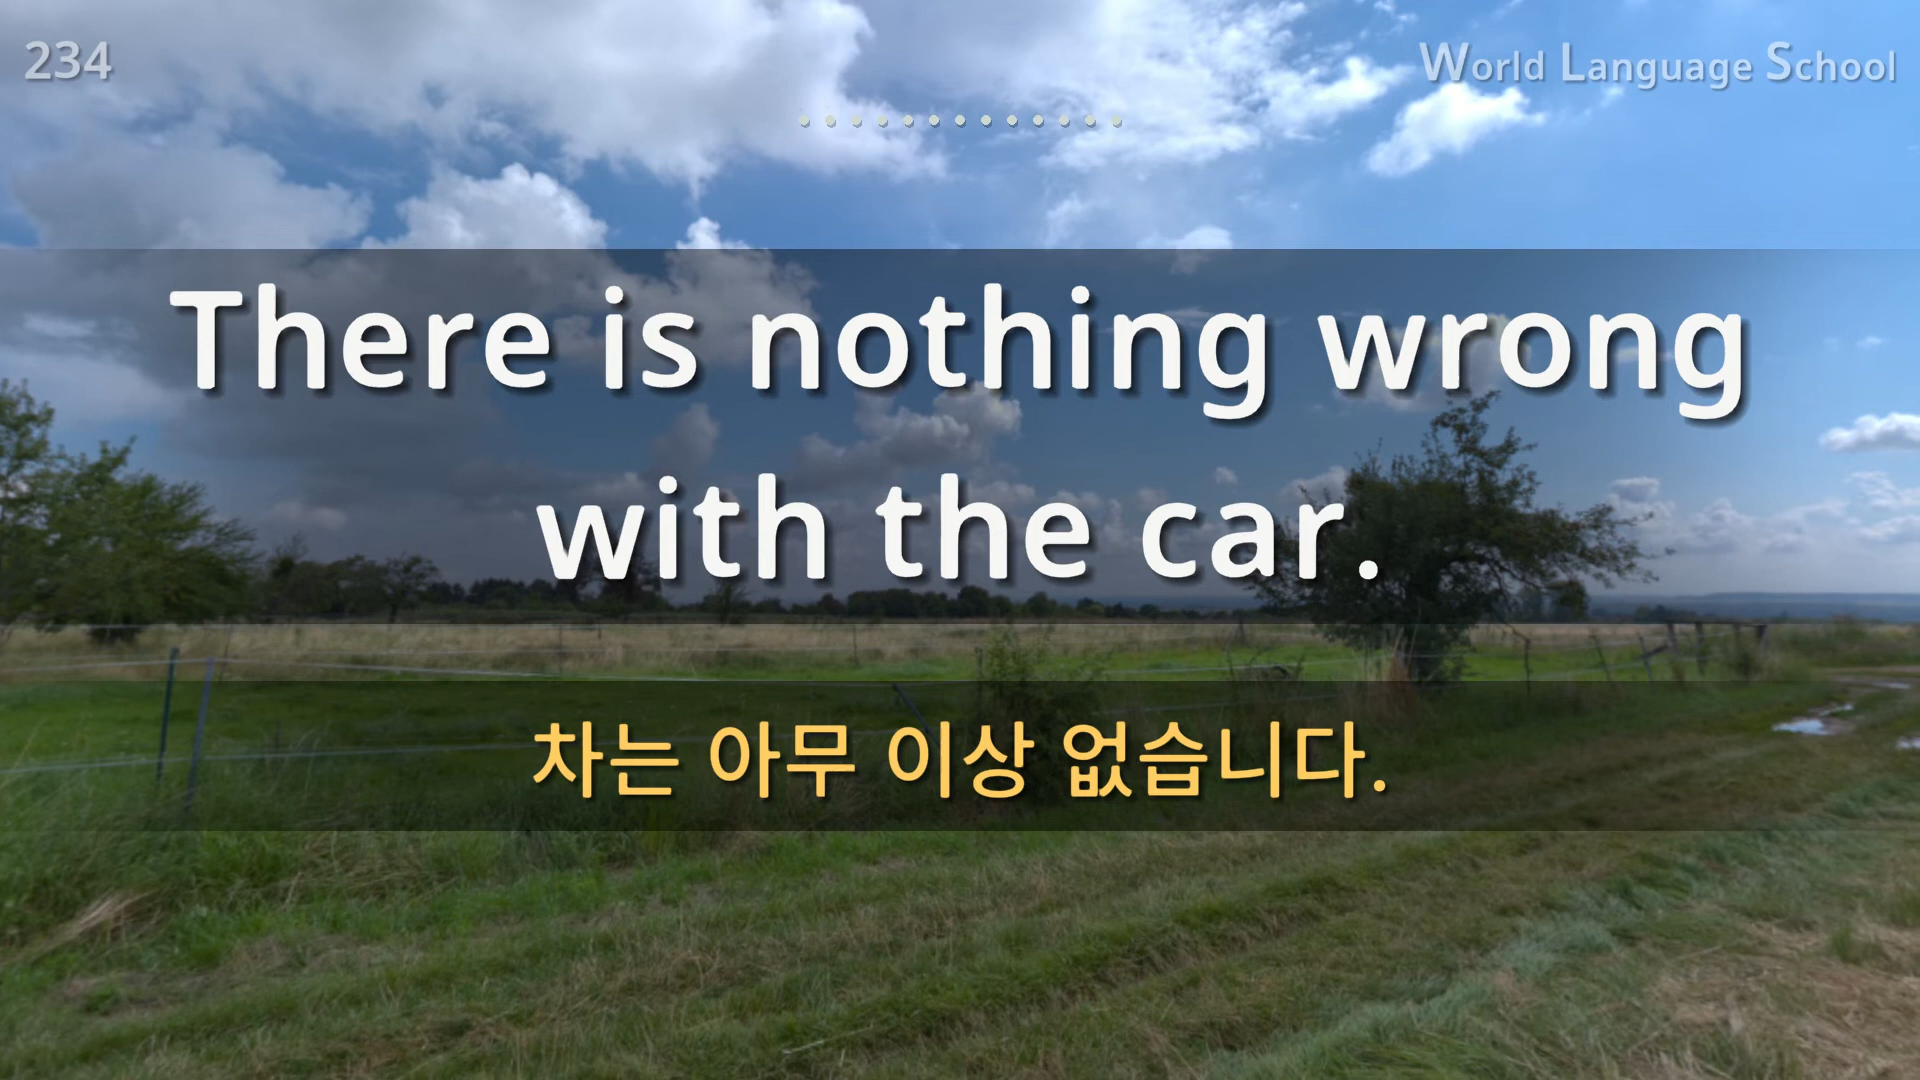 234
World Language School
There is nothing wrong
with the car.
차는 아무 이상 없습니다.